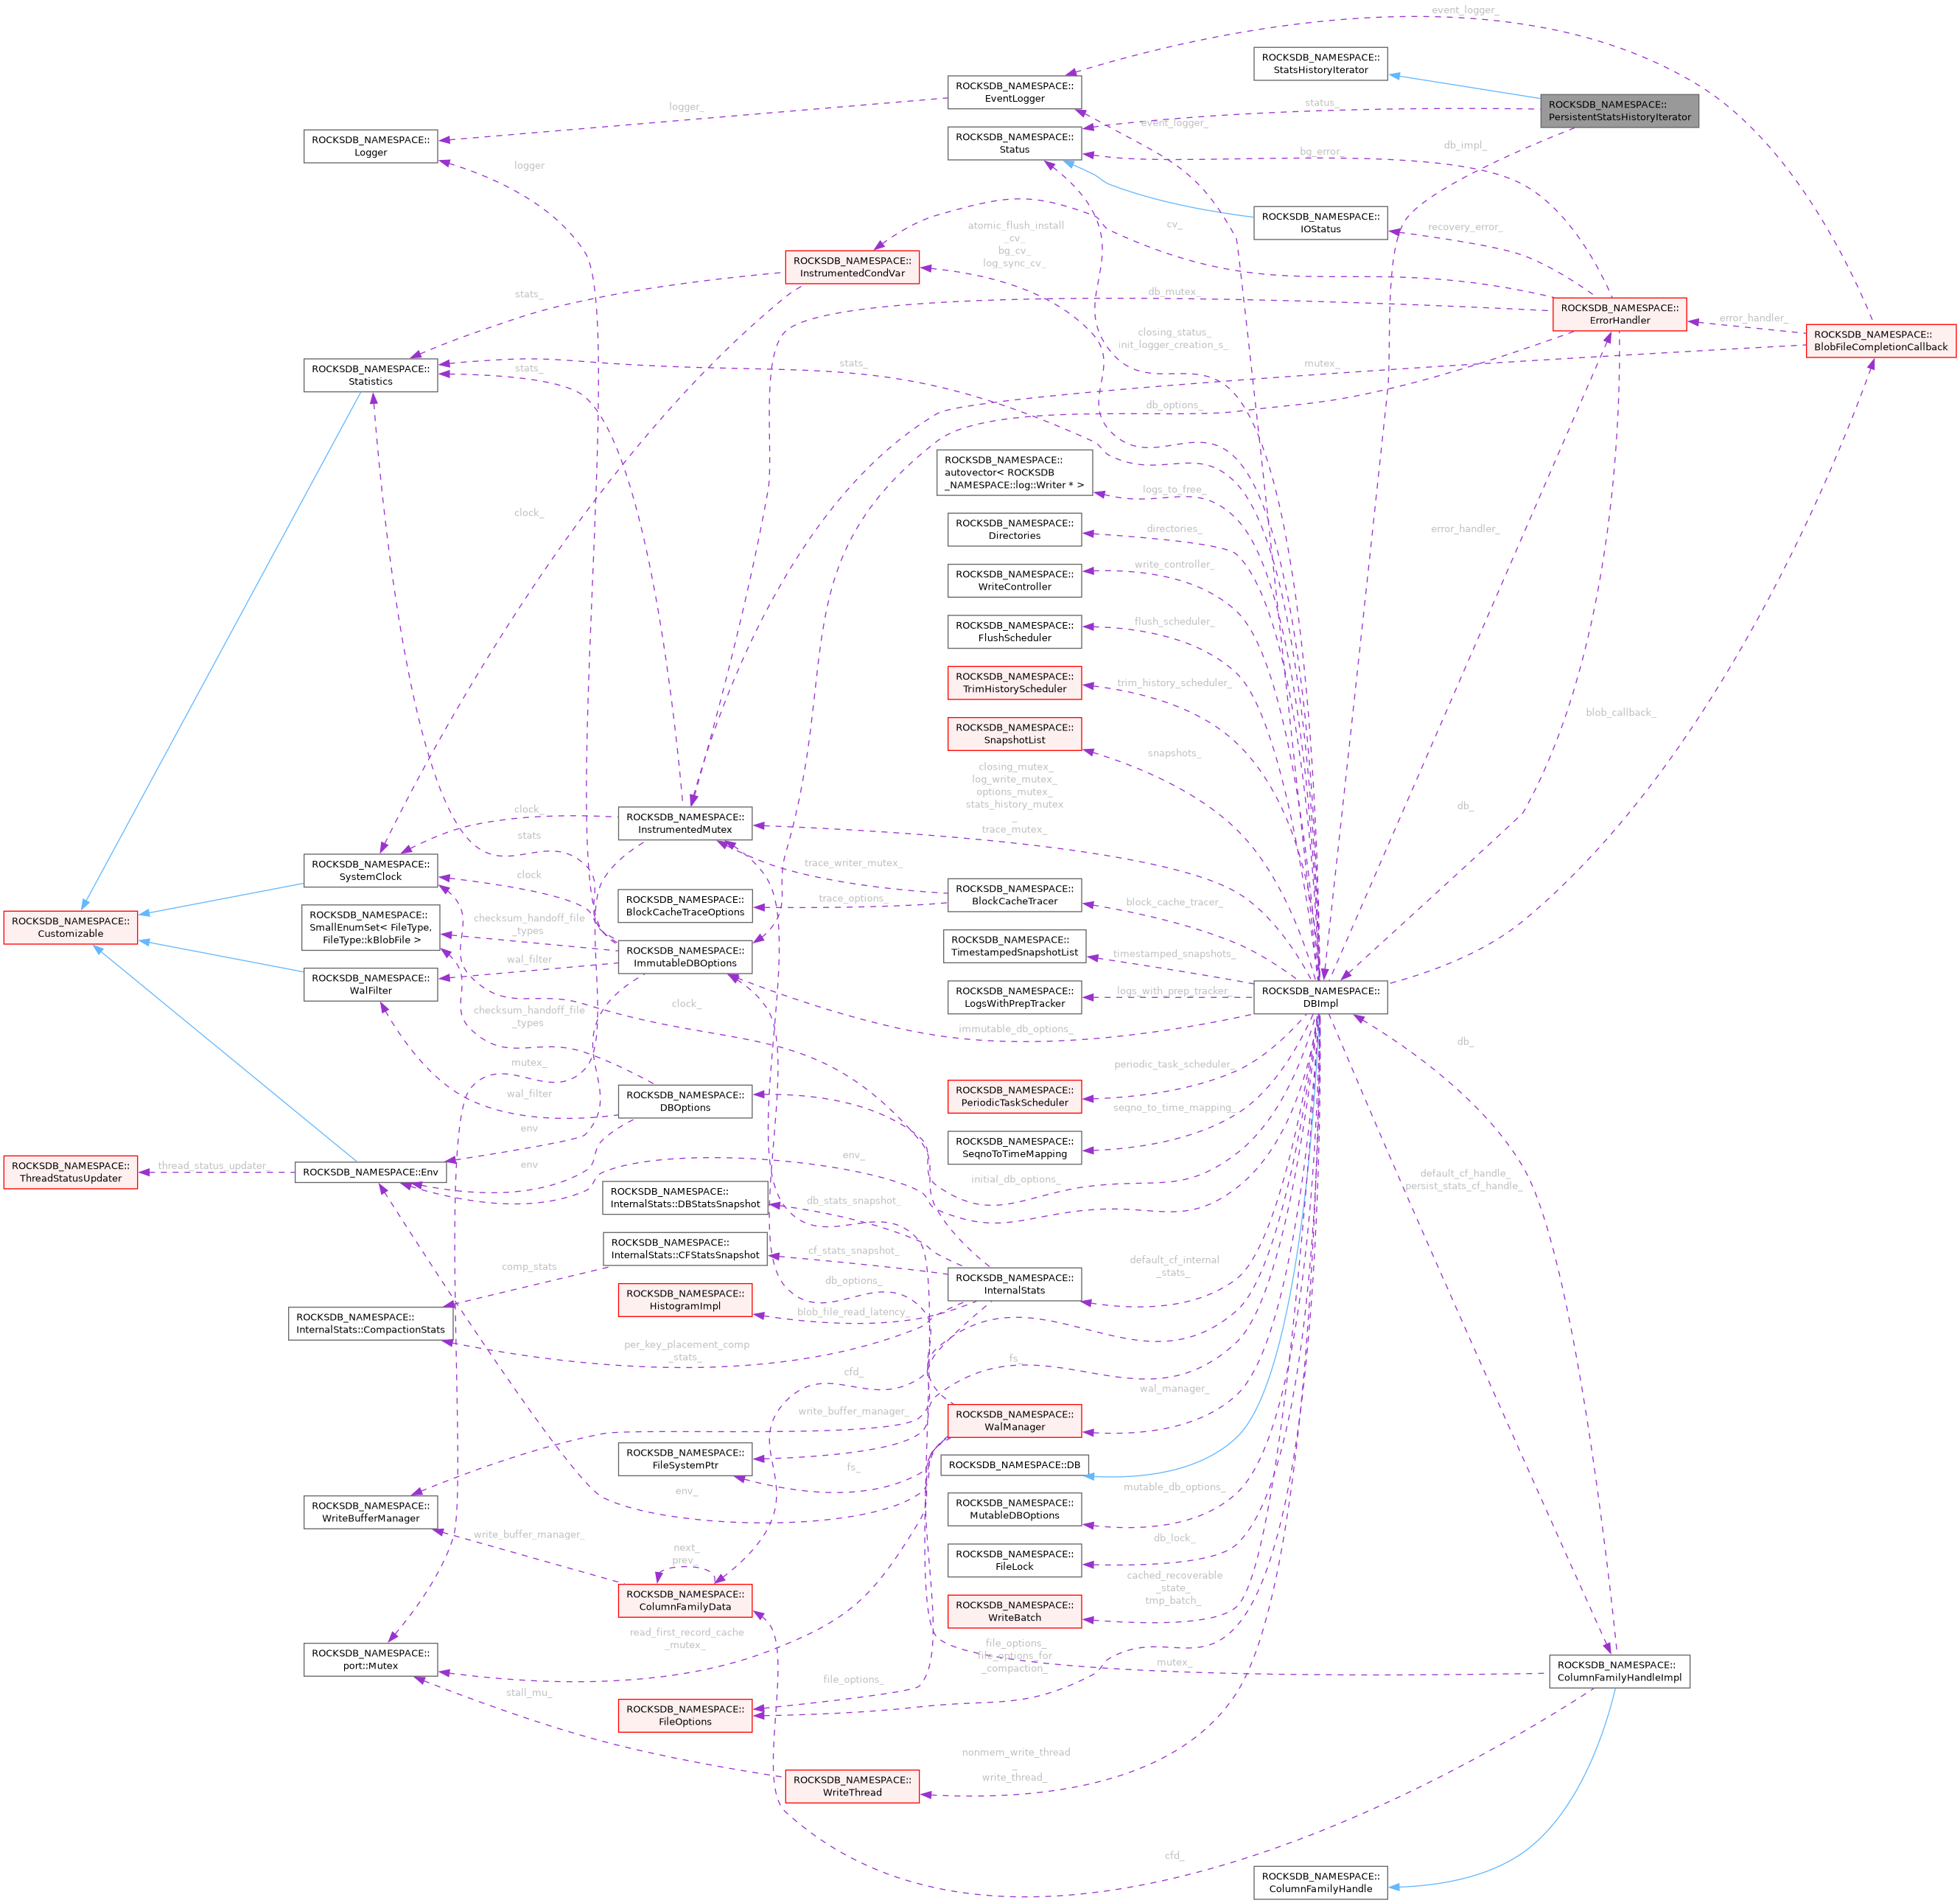 event_logger_
ROCKSDB_NAMESPACE::
StatsHistoryIterator
ROCKSDB_NAMESPACE::
EventLogger
ROCKSDB_NAMESPACE::
PersistentStatsHistoryIterator
logger_
status_
event_logger_
ROCKSDB_NAMESPACE::
Logger
ROCKSDB_NAMESPACE::
Status
db_impl_
bg_error_
logger
ROCKSDB_NAMESPACE::
IOStatus
atomic_flush_install
_cv_
bg_cv_
log_sync_cv_
cv_
recovery_error_
ROCKSDB_NAMESPACE::
InstrumentedCondVar
stats_
db_mutex_
ROCKSDB_NAMESPACE::
ErrorHandler
error_handler_
ROCKSDB_NAMESPACE::
BlobFileCompletionCallback
closing_status_
init_logger_creation_s_
ROCKSDB_NAMESPACE::
Statistics
stats_
stats_
mutex_
db_options_
ROCKSDB_NAMESPACE::
autovector< ROCKSDB
_NAMESPACE::log::Writer * >
logs_to_free_
clock_
ROCKSDB_NAMESPACE::
Directories
directories_
error_handler_
ROCKSDB_NAMESPACE::
WriteController
write_controller_
ROCKSDB_NAMESPACE::
FlushScheduler
flush_scheduler_
ROCKSDB_NAMESPACE::
TrimHistoryScheduler
trim_history_scheduler_
blob_callback_
ROCKSDB_NAMESPACE::
SnapshotList
snapshots_
closing_mutex_
log_write_mutex_
options_mutex_
stats_history_mutex
_
trace_mutex_
db_
clock_
ROCKSDB_NAMESPACE::
InstrumentedMutex
stats
ROCKSDB_NAMESPACE::
SystemClock
clock
trace_writer_mutex_
ROCKSDB_NAMESPACE::
BlockCacheTracer
ROCKSDB_NAMESPACE::
BlockCacheTraceOptions
trace_options_
block_cache_tracer_
ROCKSDB_NAMESPACE::
Customizable
ROCKSDB_NAMESPACE::
SmallEnumSet< FileType,
FileType::kBlobFile >
checksum_handoff_file
_types
ROCKSDB_NAMESPACE::
ImmutableDBOptions
ROCKSDB_NAMESPACE::
TimestampedSnapshotList
timestamped_snapshots_
wal_filter
ROCKSDB_NAMESPACE::
WalFilter
ROCKSDB_NAMESPACE::
LogsWithPrepTracker
logs_with_prep_tracker_
ROCKSDB_NAMESPACE::
DBImpl
checksum_handoff_file
_types
clock_
immutable_db_options_
db_
mutex_
wal_filter
ROCKSDB_NAMESPACE::
DBOptions
ROCKSDB_NAMESPACE::
PeriodicTaskScheduler
periodic_task_scheduler_
seqno_to_time_mapping_
env
ROCKSDB_NAMESPACE::
SeqnoToTimeMapping
ROCKSDB_NAMESPACE::
ThreadStatusUpdater
thread_status_updater_
ROCKSDB_NAMESPACE::Env
env
env_
initial_db_options_
default_cf_handle_
persist_stats_cf_handle_
ROCKSDB_NAMESPACE::
InternalStats::DBStatsSnapshot
db_stats_snapshot_
ROCKSDB_NAMESPACE::
InternalStats::CFStatsSnapshot
cf_stats_snapshot_
comp_stats
default_cf_internal
_stats_
ROCKSDB_NAMESPACE::
InternalStats
db_options_
ROCKSDB_NAMESPACE::
HistogramImpl
blob_file_read_latency_
ROCKSDB_NAMESPACE::
InternalStats::CompactionStats
per_key_placement_comp
_stats_
cfd_
fs_
write_buffer_manager_
ROCKSDB_NAMESPACE::
WalManager
wal_manager_
ROCKSDB_NAMESPACE::
FileSystemPtr
fs_
ROCKSDB_NAMESPACE::DB
env_
mutable_db_options_
ROCKSDB_NAMESPACE::
WriteBufferManager
ROCKSDB_NAMESPACE::
MutableDBOptions
write_buffer_manager_
next_
prev_
db_lock_
ROCKSDB_NAMESPACE::
FileLock
ROCKSDB_NAMESPACE::
ColumnFamilyData
cached_recoverable
_state_
tmp_batch_
ROCKSDB_NAMESPACE::
WriteBatch
read_first_record_cache
_mutex_
ROCKSDB_NAMESPACE::
port::Mutex
file_options_
file_options_for
_compaction_
mutex_
ROCKSDB_NAMESPACE::
ColumnFamilyHandleImpl
file_options_
stall_mu_
ROCKSDB_NAMESPACE::
FileOptions
nonmem_write_thread
_
write_thread_
ROCKSDB_NAMESPACE::
WriteThread
cfd_
ROCKSDB_NAMESPACE::
ColumnFamilyHandle